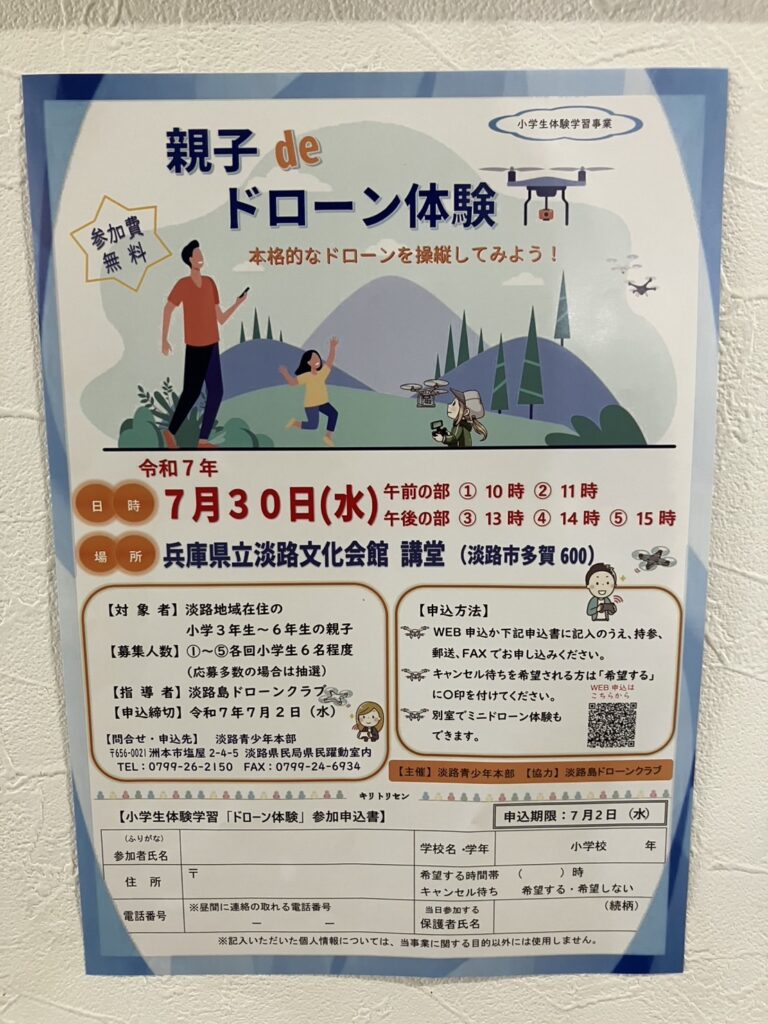 小学生体験学習事業
親子 de
ドローン体験
参加費
無料
本格的なドローンを操縦してみよう！
令和７年
日時 ７月３０日(水) 午前の部 ① 10時 ② 11時
午後の部 ③ 13時 ④ 14時 ⑤ 15時
場所 兵庫県立淡路文化会館 講堂 （淡路市多賀 600）
【対 象 者】淡路地域在住の
小学３年生～６年生の親子
【募集人数】①～⑤各回小学生６名程度
（応募多数の場合は抽選）
【指 導 者】淡路島ドローンクラブ
【申込締切】令和７年７月２日（水）
【問合せ・申込先】 淡路青少年本部
〒656-0021 洲本市塩屋 2-4-5 淡路県民局県民躍動室内
TEL：0799-26-2150 FAX：0799-24-6934
【申込方法】
WEB 申込か下記申込書に記入のうえ、持参、
郵送、FAX でお申し込みください。
キャンセル待ちを希望される方は「希望する」
に〇印を付けてください。
WEB 申込は
こちらから
別室でミニドローン体験も
できます。
【主催】淡路青少年本部 【協力】淡路島ドローンクラブ
キリトリセン
【小学生体験学習「ドローン体験」参加申込書】
申込期限：７月２日 （水）
（ふりがな）
参加者氏名
学校名・学年 小学校 年
住 所 〒
希望する時間帯 （ ）時
キャンセル待ち 希望する・希望しない
電話番号 ※昼間に連絡の取れる電話番号
－ －
当日参加する
保護者氏名 （続柄）
※記入いただいた個人情報については、当事業に関する目的以外には使用しません。